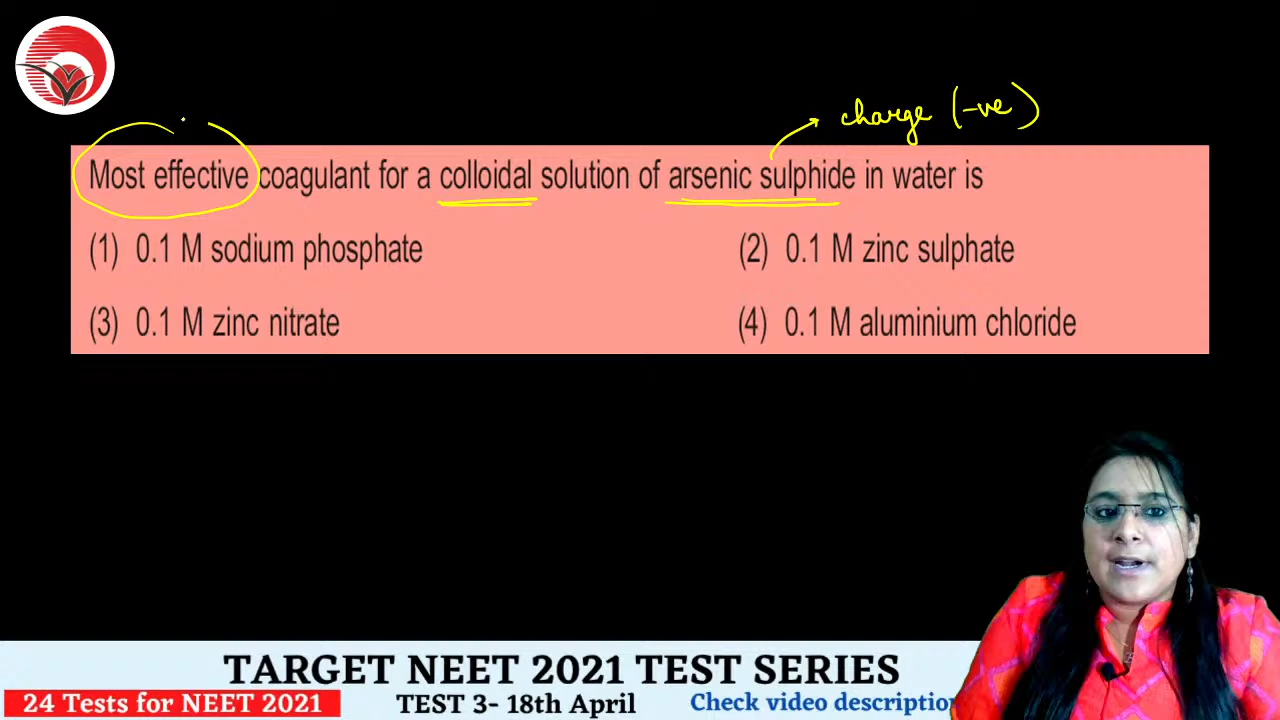 charge (-ve)
Most effective coagulant for a colloidal solution of arsenic sulphide in water is
(1) 0.1 M sodium phosphate
(2) 0.1 M zinc sulphate
(3) 0.1 M zinc nitrate
(4) 0.1 M aluminium chloride
TARGET NEET 2021 TEST SERIES
24 Tests for NEET 2021
TEST 3- 18th April
Check video description